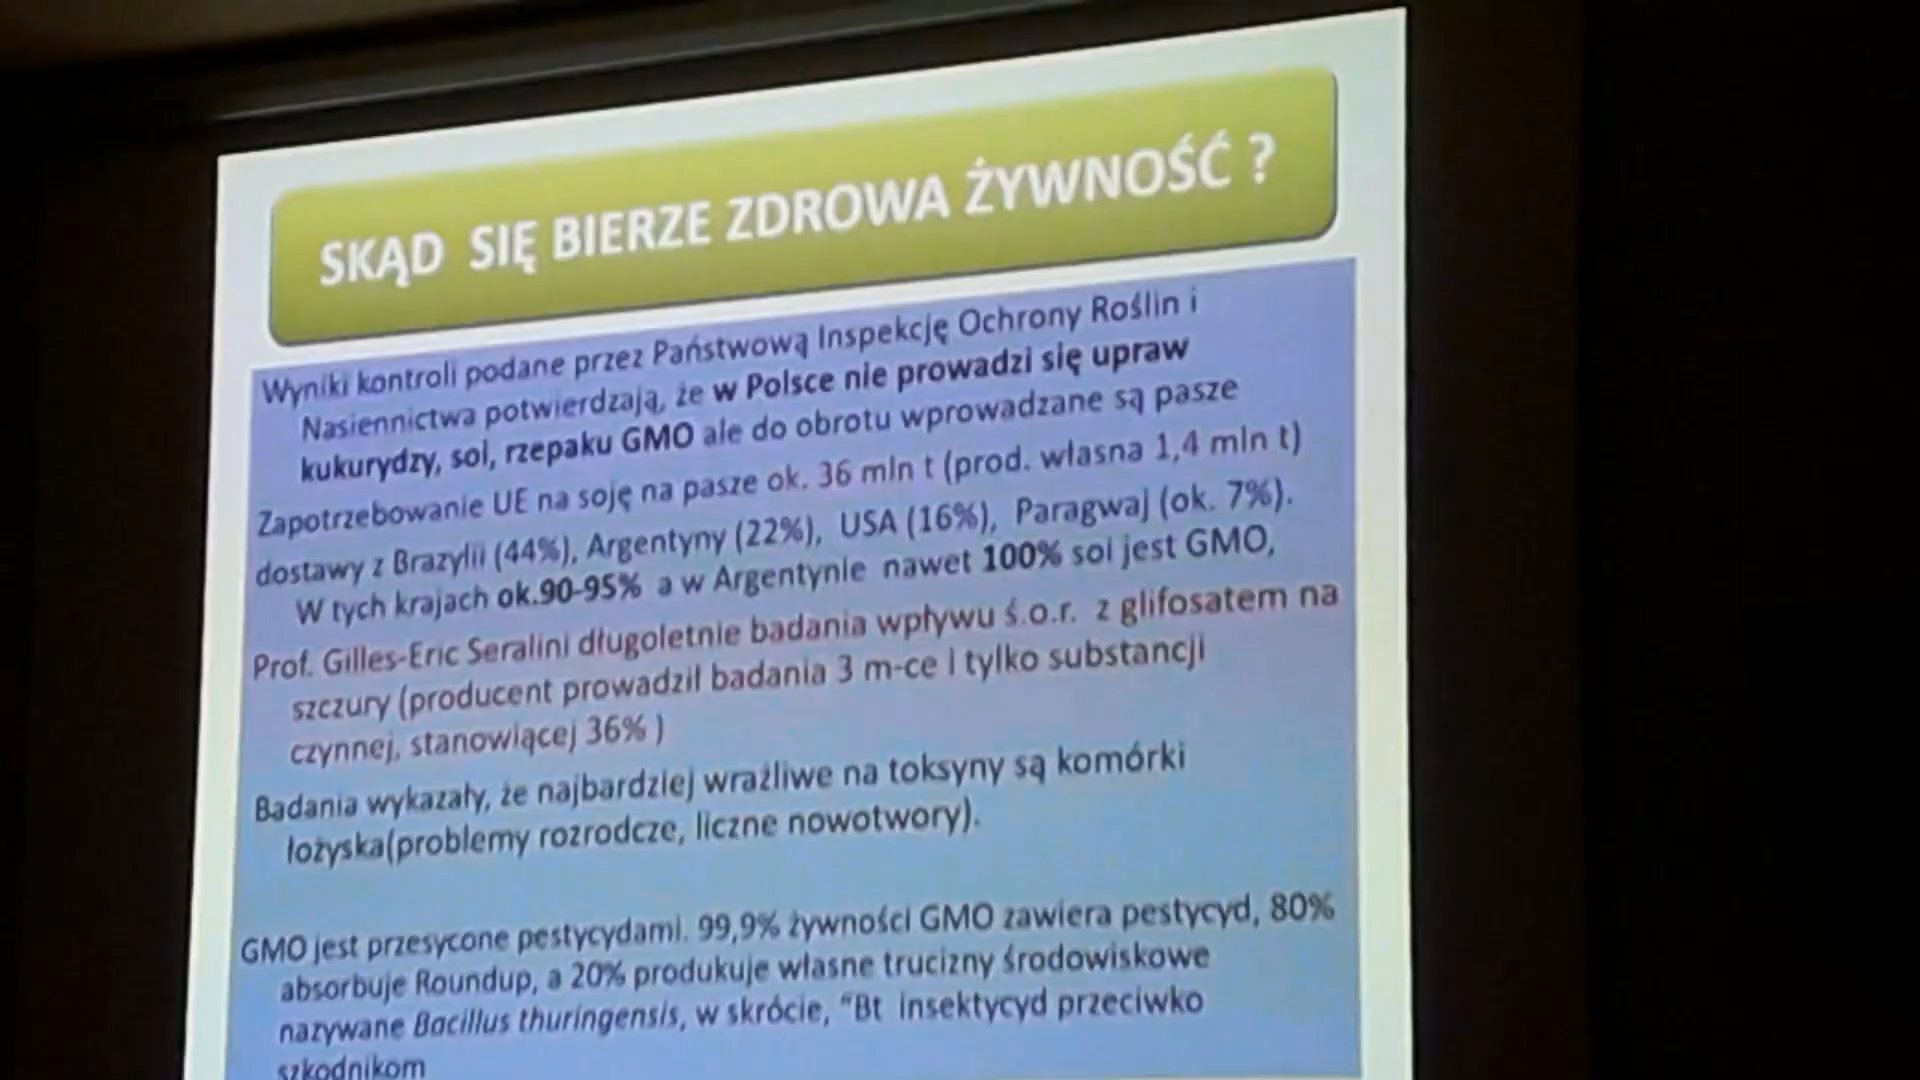 SKĄD SIĘ BIERZE ZDROWA ŻYWNOŚĆ ?
Wyniki kontroli podane przez Państwową Inspekcję Ochrony Roślin i
Nasiennictwa potwierdzają, że w Polsce nie prowadzi się upraw
kukurydzy, soi, rzepaku GMO ale do obrotu wprowadzane są pasze
Zapotrzebowanie UE na soję na pasze ok. 36 mln t (prod. własna 1,4 mln t)
dostawy z Brazylii (44%), Argentyny (22%), USA (16%), Paragwaj (ok. 7%).
W tych krajach ok.90-95% a w Argentynie nawet 100% soi jest GMO,
Prof. Gilles-Eric Seralini długoletnie badania wpływu ś.o.r. z glifosatem na
szczury (producent prowadził badania 3 m-ce i tylko substancji
czynnej, stanowiącej 36% )
Badania wykazały, że najbardziej wrażliwe na toksyny są komórki
łożyska(problemy rozrodcze, liczne nowotwory).
GMO jest przesycone pestycydami. 99,9% żywności GMO zawiera pestycyd, 80%
absorbuje Roundup, a 20% produkuje własne trucizny środowiskowe
nazywane Bacillus thuringensis, w skrócie, "Bt insektycyd przeciwko
szkodnikom